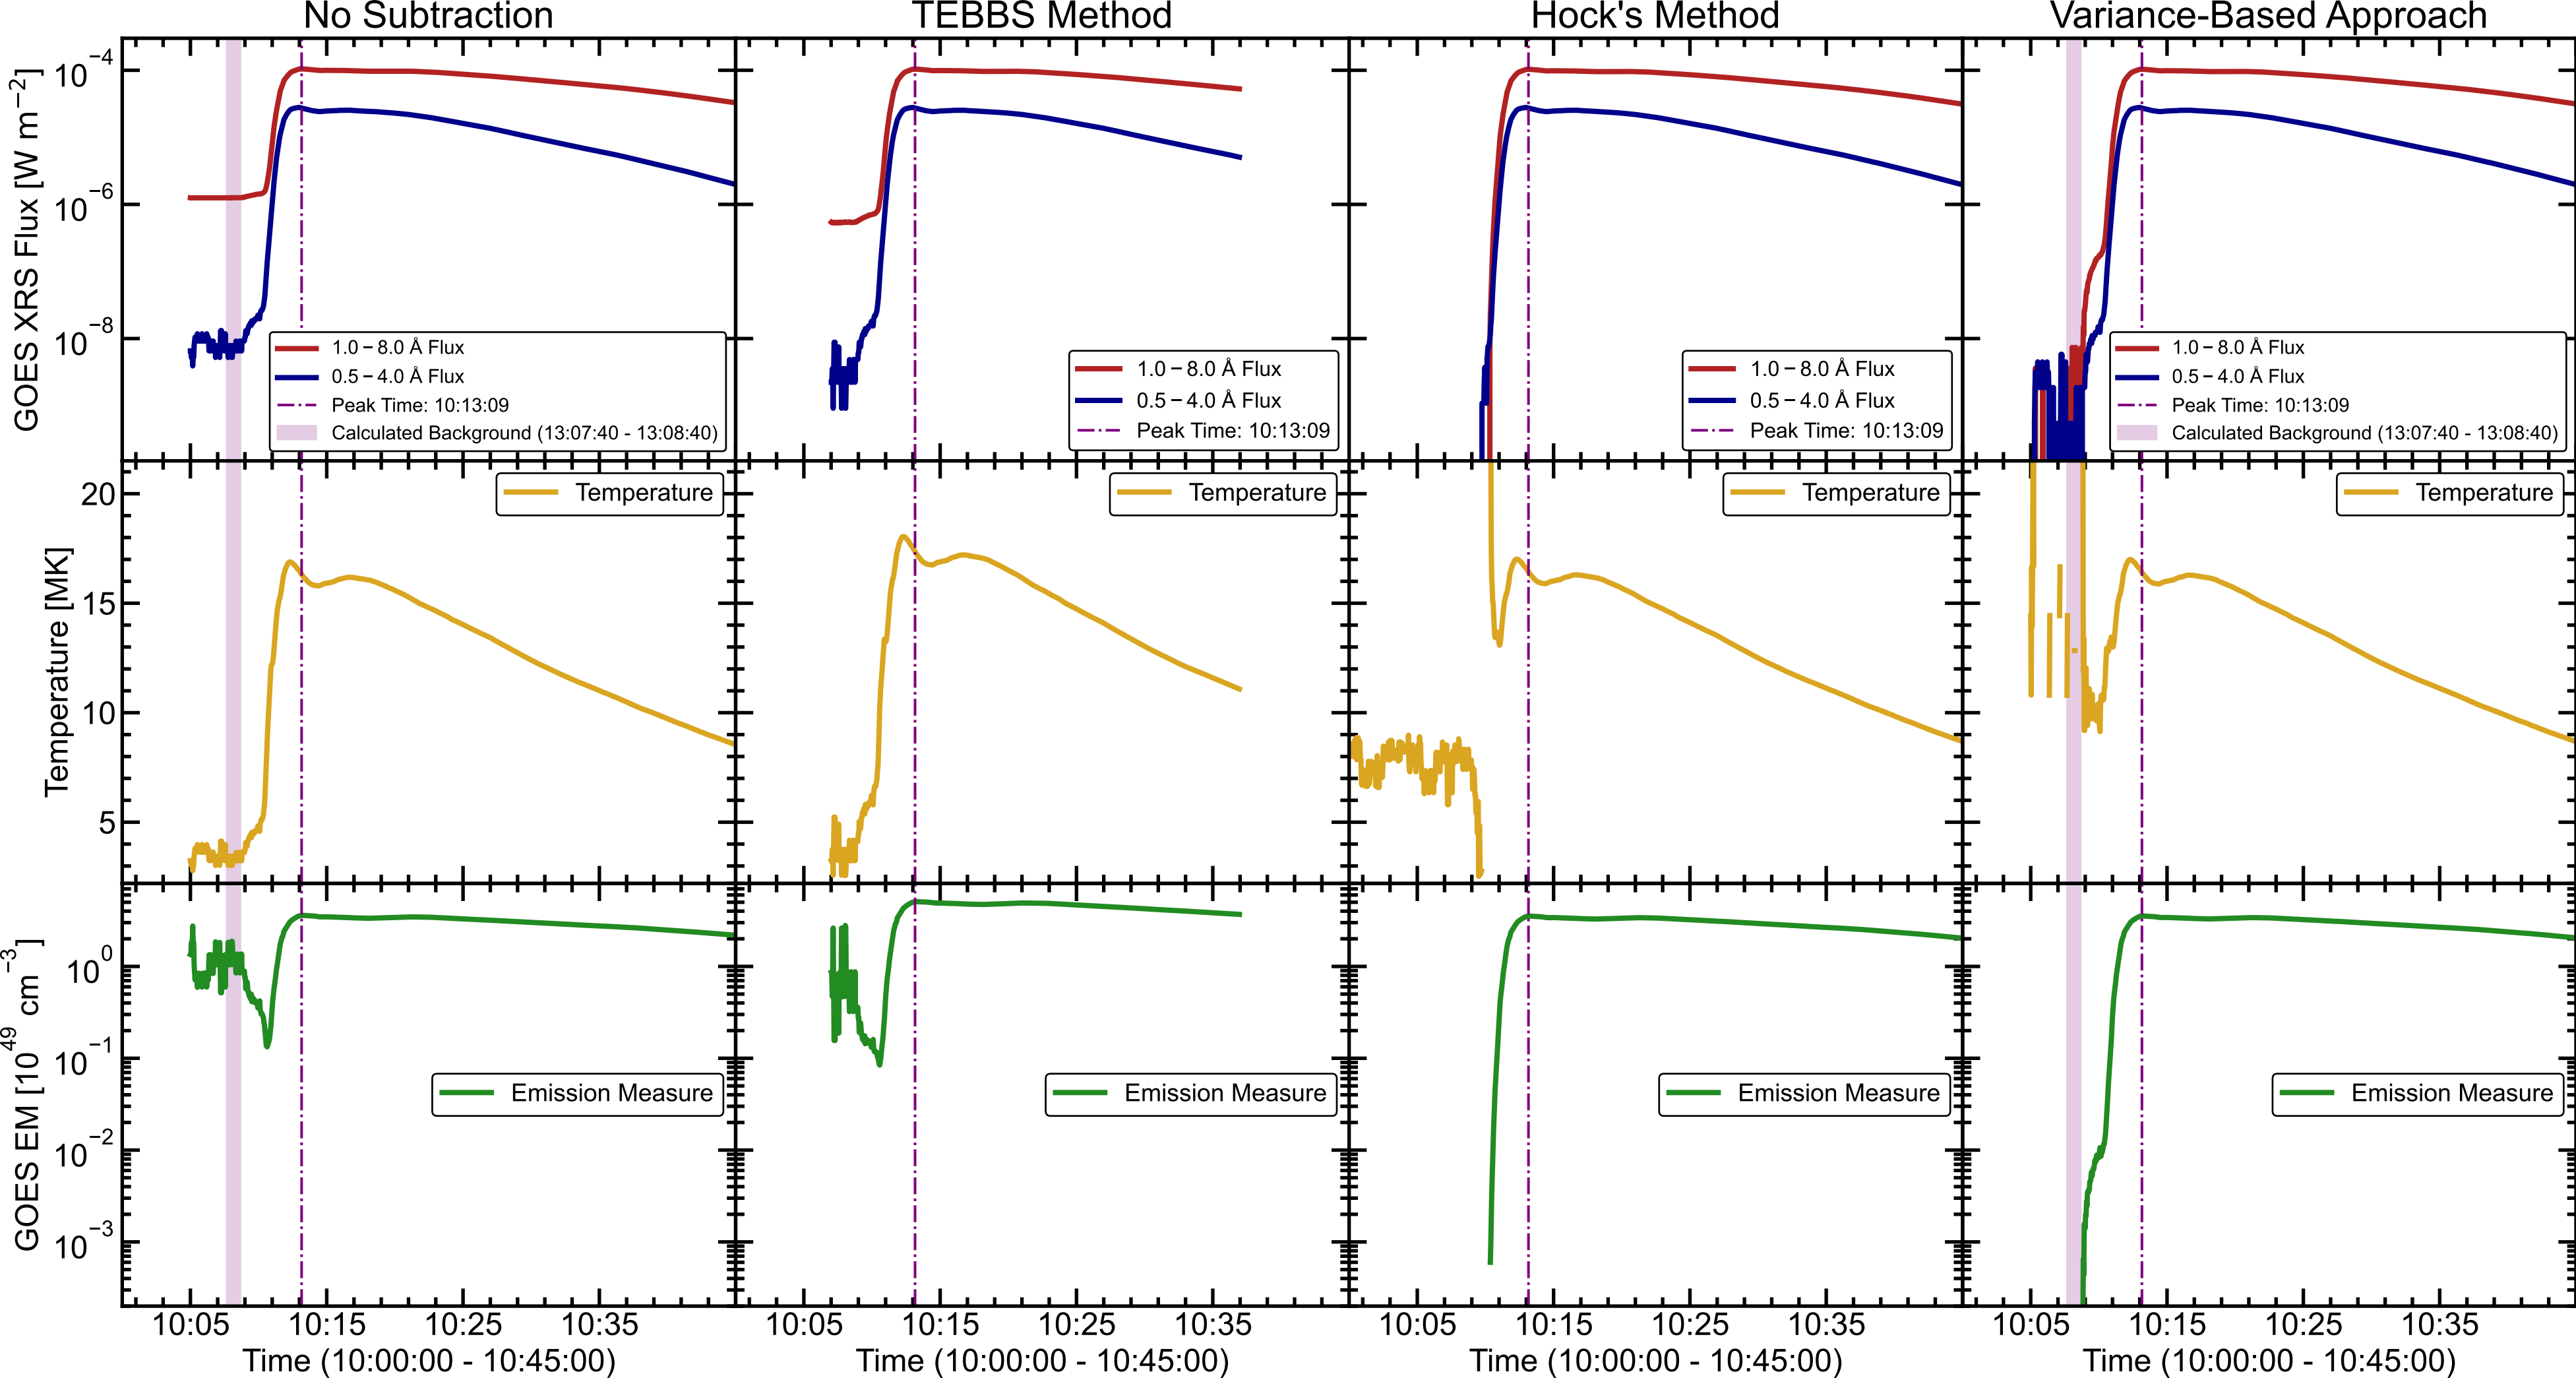 No Subtraction
TEBBS Method
Hock's Method
Variance-Based Approach
GOES XRS Flux [W m⁻²]
10⁻⁴
10⁻⁶
10⁻⁸
1.0 – 8.0 Å Flux
0.5 – 4.0 Å Flux
Peak Time: 10:13:09
Calculated Background (13:07:40 - 13:08:40)
1.0 – 8.0 Å Flux
0.5 – 4.0 Å Flux
Peak Time: 10:13:09
1.0 – 8.0 Å Flux
0.5 – 4.0 Å Flux
Peak Time: 10:13:09
1.0 – 8.0 Å Flux
0.5 – 4.0 Å Flux
Peak Time: 10:13:09
Calculated Background (13:07:40 - 13:08:40)
Temperature [MK]
20
15
10
5
Temperature
Temperature
Temperature
Temperature
GOES EM [10⁴⁹ cm⁻³]
10⁰
10⁻¹
10⁻²
10⁻³
Emission Measure
Emission Measure
Emission Measure
Emission Measure
10:05 10:15 10:25 10:35
10:05 10:15 10:25 10:35
10:05 10:15 10:25 10:35
10:05 10:15 10:25 10:35
Time (10:00:00 - 10:45:00)
Time (10:00:00 - 10:45:00)
Time (10:00:00 - 10:45:00)
Time (10:00:00 - 10:45:00)